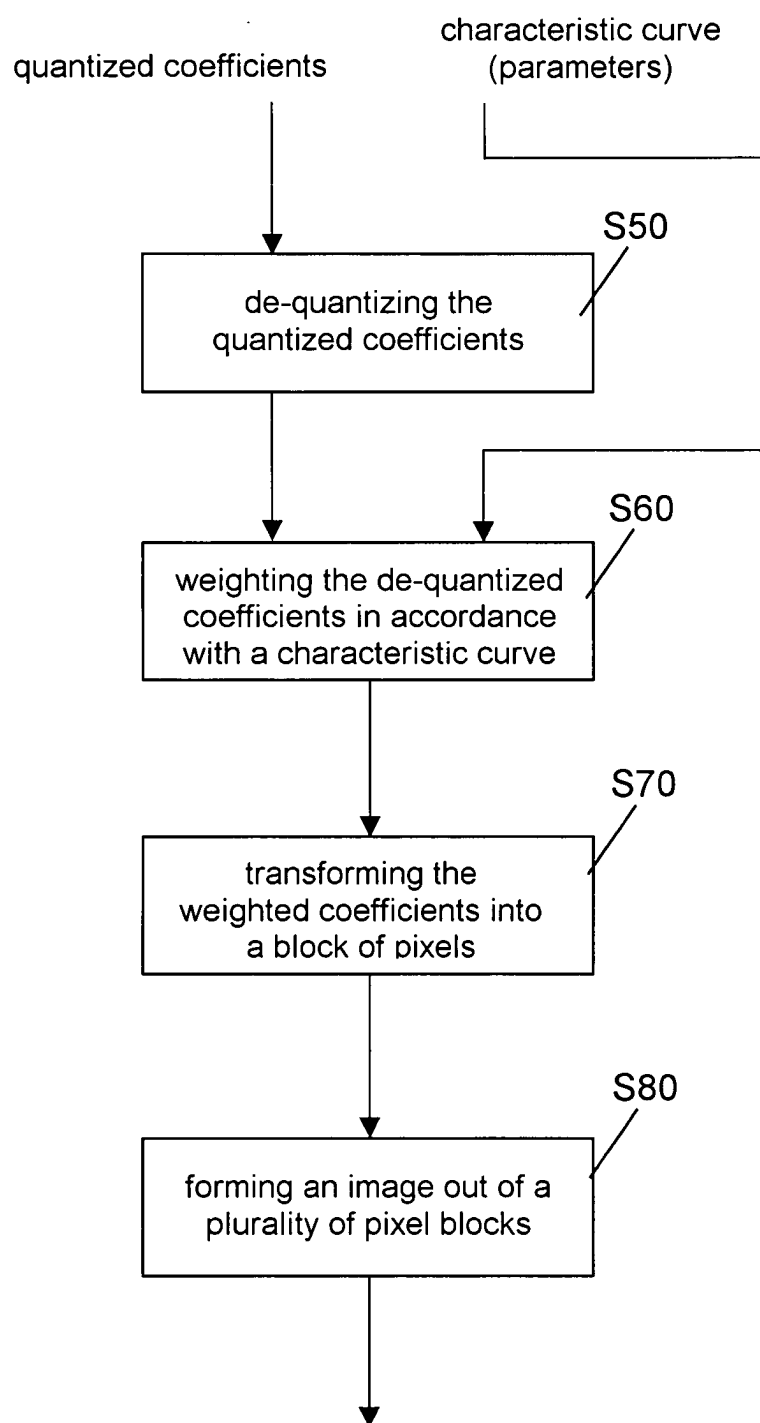 quantized coefficients
characteristic curve
(parameters)
S50
de-quantizing the
quantized coefficients
S60
weighting the de-quantized
coefficients in accordance
with a characteristic curve
S70
transforming the
weighted coefficients into
a block of pixels
S80
forming an image out of a
plurality of pixel blocks